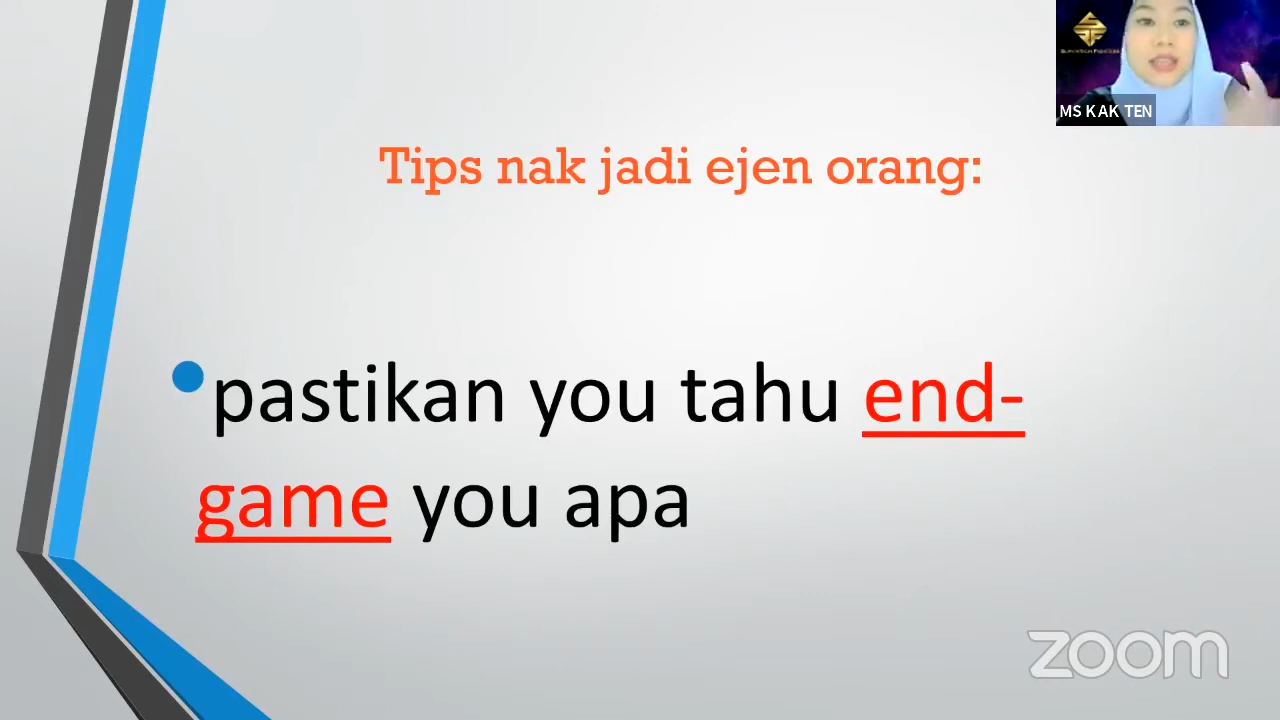 MS KAK TEN
Tips nak jadi ejen orang:
pastikan you tahu end-
game you apa
zoom